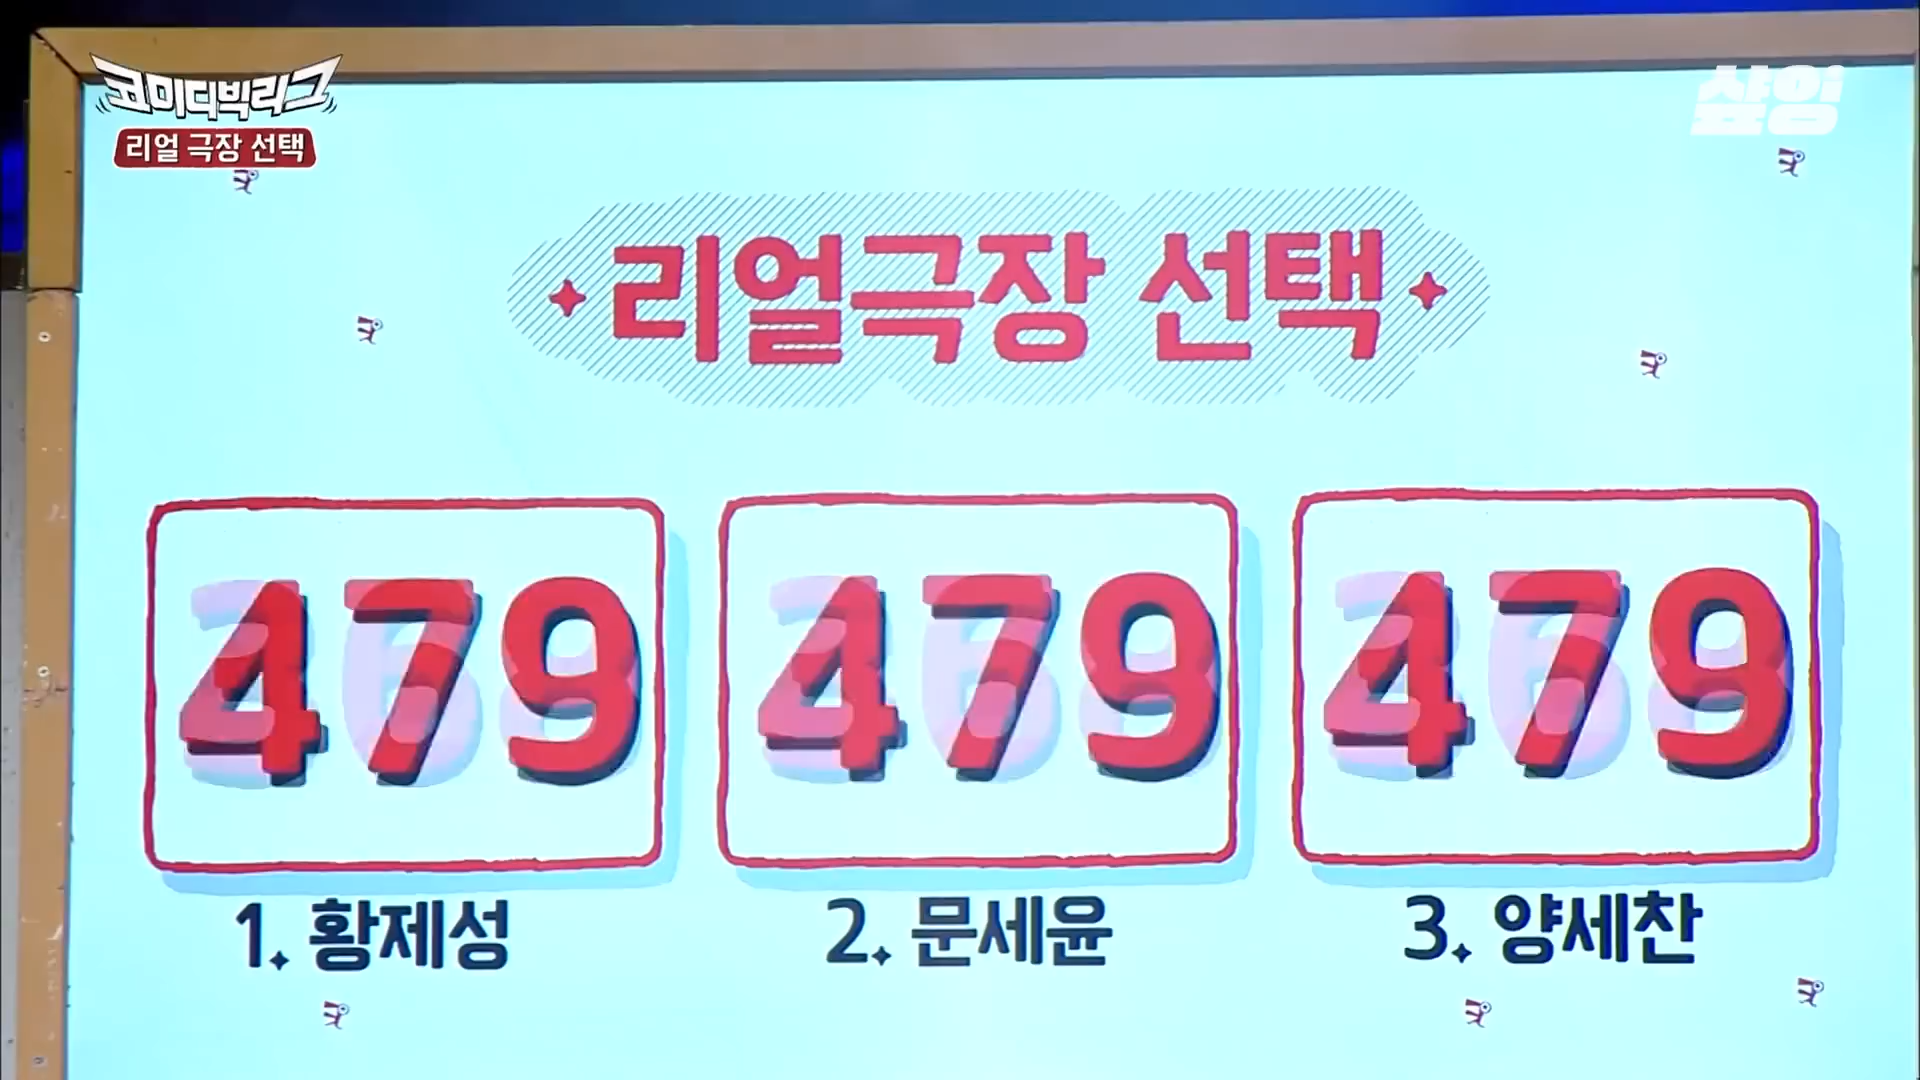 코미디빅리그
리얼 극장 선택
샾잉
리얼극장 선택
479
479
479
1. 황제성
2. 문세윤
3. 양세찬